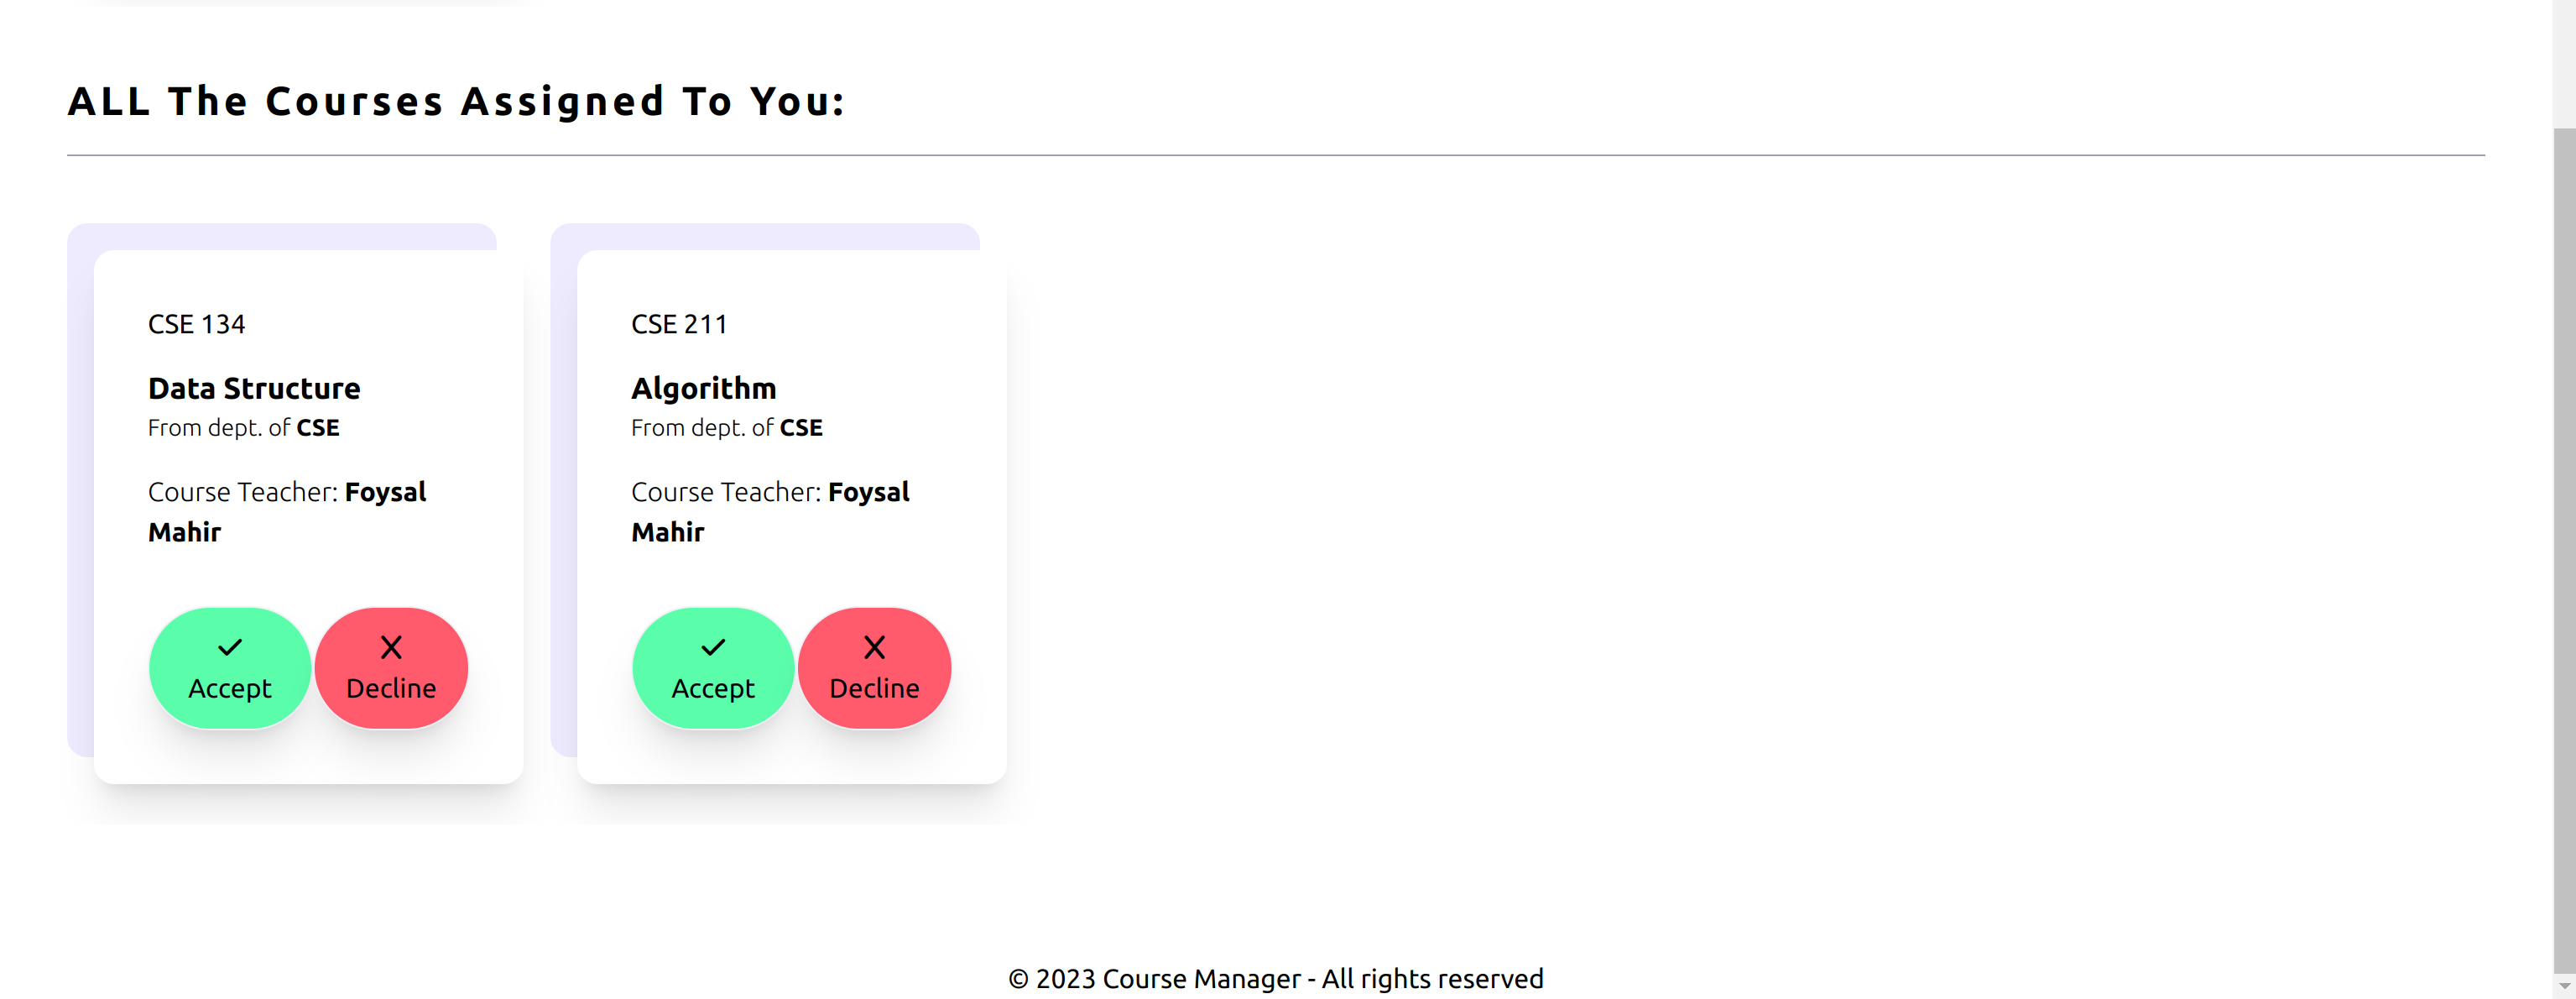 ALL The Courses Assigned To You:
CSE 134
Data Structure
From dept. of CSE
Course Teacher: Foysal
Mahir
Accept
Decline
CSE 211
Algorithm
From dept. of CSE
Course Teacher: Foysal
Mahir
Accept
Decline
© 2023 Course Manager - All rights reserved